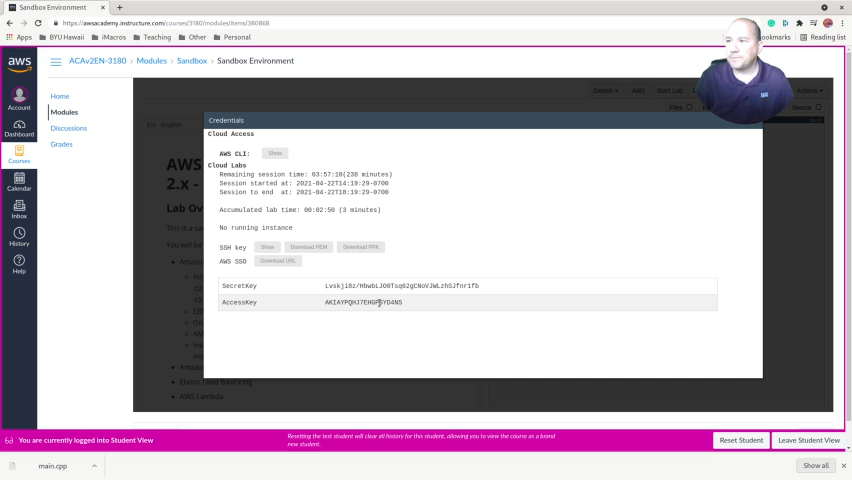 Sandbox Environment
https://awsacademy.instructure.com/courses/3180/modules/items/380868
Apps
BYU Hawaii
iMacros
Teaching
Other
Personal
ookmarks
Reading list
aws
ACAv2EN-3180 › Modules › Sandbox › Sandbox Environment
Account
Dashboard
Courses
Calendar
Inbox
History
Help
Home
Modules
Discussions
Grades
Details
AWS
Start Lab
Actions
Files
Source
EN - English
AWS
2.x -
Lab Ov
This is a sa
You will be
Credentials
Cloud Access
AWS CLI: Show
Cloud Labs
Remaining session time: 03:57:10(238 minutes)
Session started at: 2021-04-22T14:19:29-0700
Session to end at: 2021-04-22T18:19:29-0700
Accumulated lab time: 00:02:50 (3 minutes)
No running instance
SSH key Show Download PEM Download PPK
AWS SSO Download URL
SecretKey
AccessKey
Elastic Load Balancing
AWS Lambda
You are currently logged into Student View
Resetting the test student will clear all history for this student, allowing you to view the course as a brand
new student.
Reset Student
Leave Student View
main.cpp
Show all